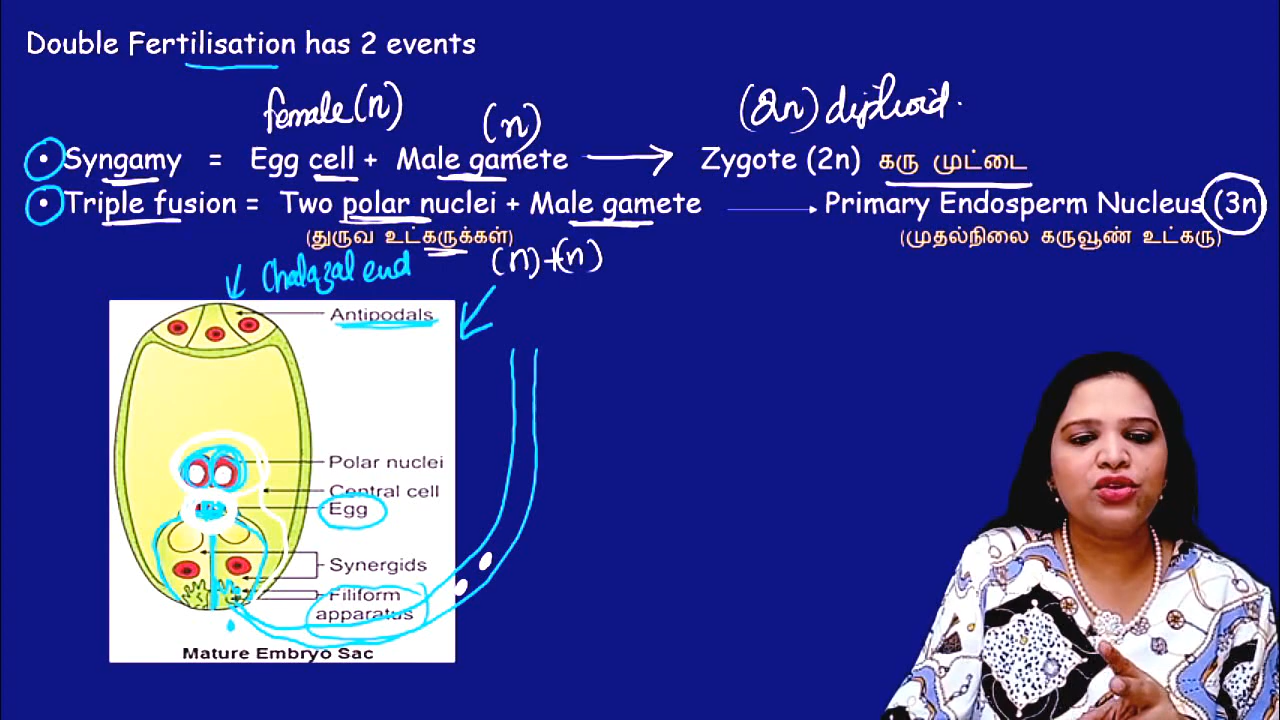 Double Fertilisation has 2 events
female (n) (n) (2n) diploid.
• Syngamy = Egg cell + Male gamete Zygote (2n) கரு முட்டை
• Triple fusion = Two polar nuclei + Male gamete Primary Endosperm Nucleus (3n
(துருவ உட்கருக்கள்) (முதல்நிலை கருவூண் உட்கரு)
(n) + (n)
Chalazal end
Antipodals
Polar nuclei
Central cell
Egg
Synergids
Filiform
apparatus
Mature Embryo Sac